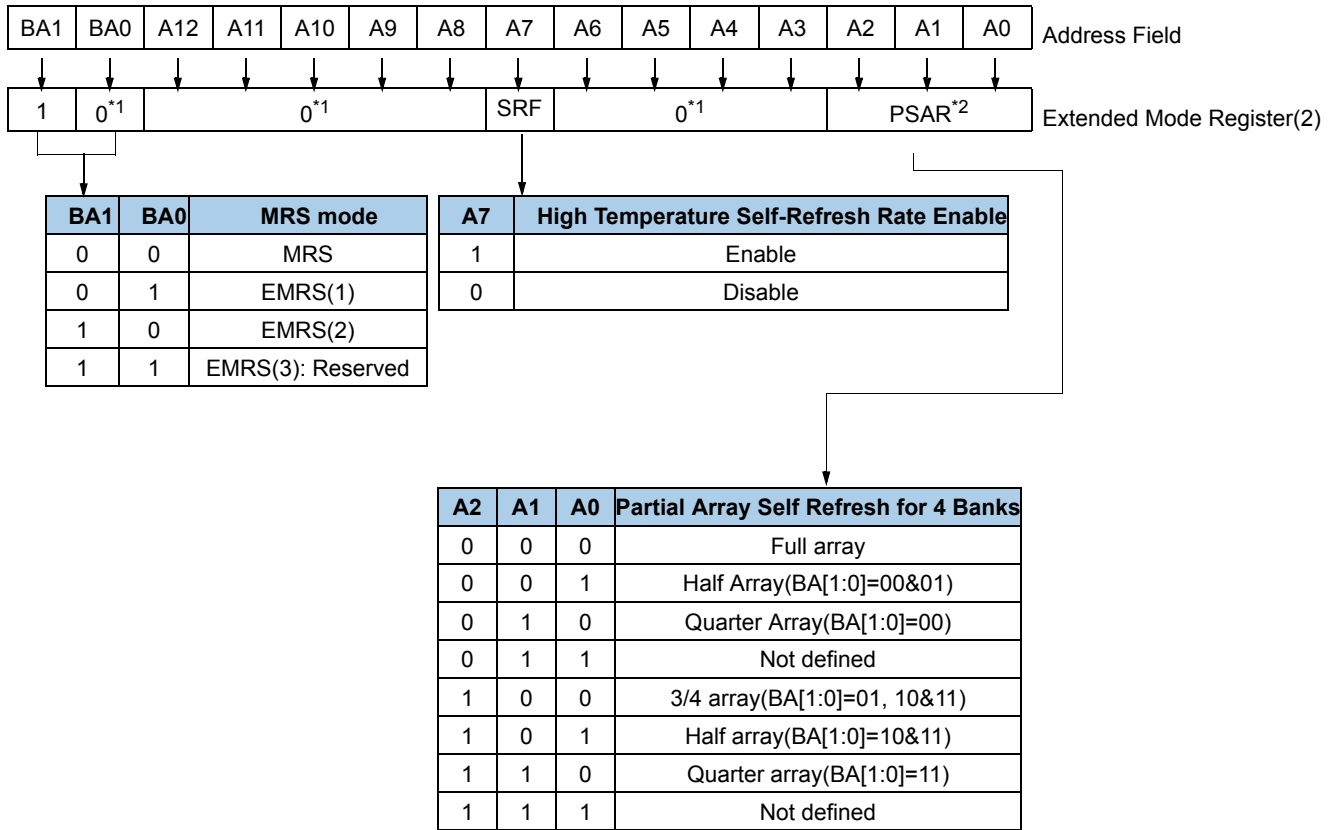 BA1 BA0 A12 A11 A10 A9 A8 A7 A6 A5 A4 A3 A2 A1 A0 Address Field
1 0*1 0*1 SRF 0*1 PSAR*2 Extended Mode Register(2)
BA1 BA0 MRS mode
0 0 MRS
0 1 EMRS(1)
1 0 EMRS(2)
1 1 EMRS(3): Reserved
A7 High Temperature Self-Refresh Rate Enable
1 Enable
0 Disable
A2 A1 A0 Partial Array Self Refresh for 4 Banks
0 0 0 Full array
0 0 1 Half Array(BA[1:0]=00&01)
0 1 0 Quarter Array(BA[1:0]=00)
0 1 1 Not defined
1 0 0 3/4 array(BA[1:0]=01, 10&11)
1 0 1 Half array(BA[1:0]=10&11)
1 1 0 Quarter array(BA[1:0]=11)
1 1 1 Not defined